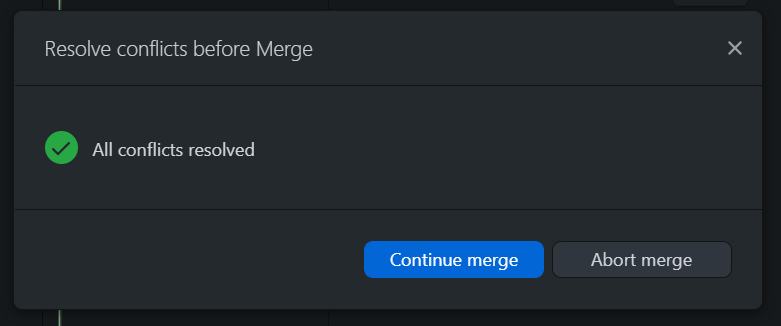 Resolve conflicts before Merge
All conflicts resolved
Continue merge
Abort merge